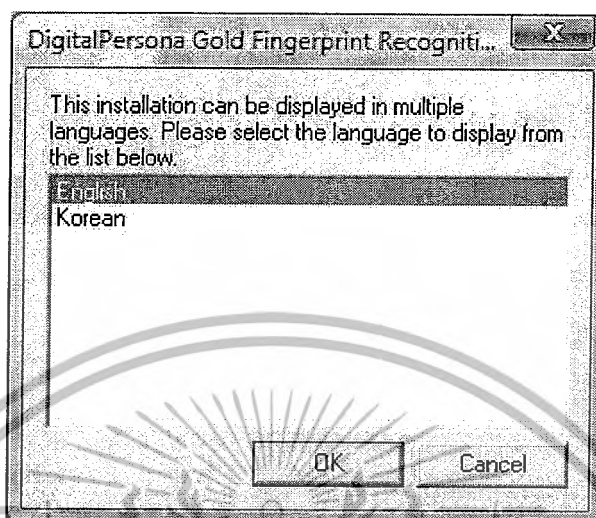 DigitalPersona Gold Fingerprint Recogniti...
This installation can be displayed in multiple
languages. Please select the language to display from
the list below.
English
Korean
OK
Cancel